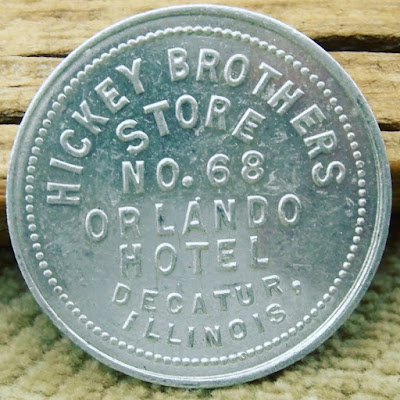 HICKEY BROTHERS
STORE
NO. 68
ORLANDO
HOTEL
DECATUR,
ILLINOIS.